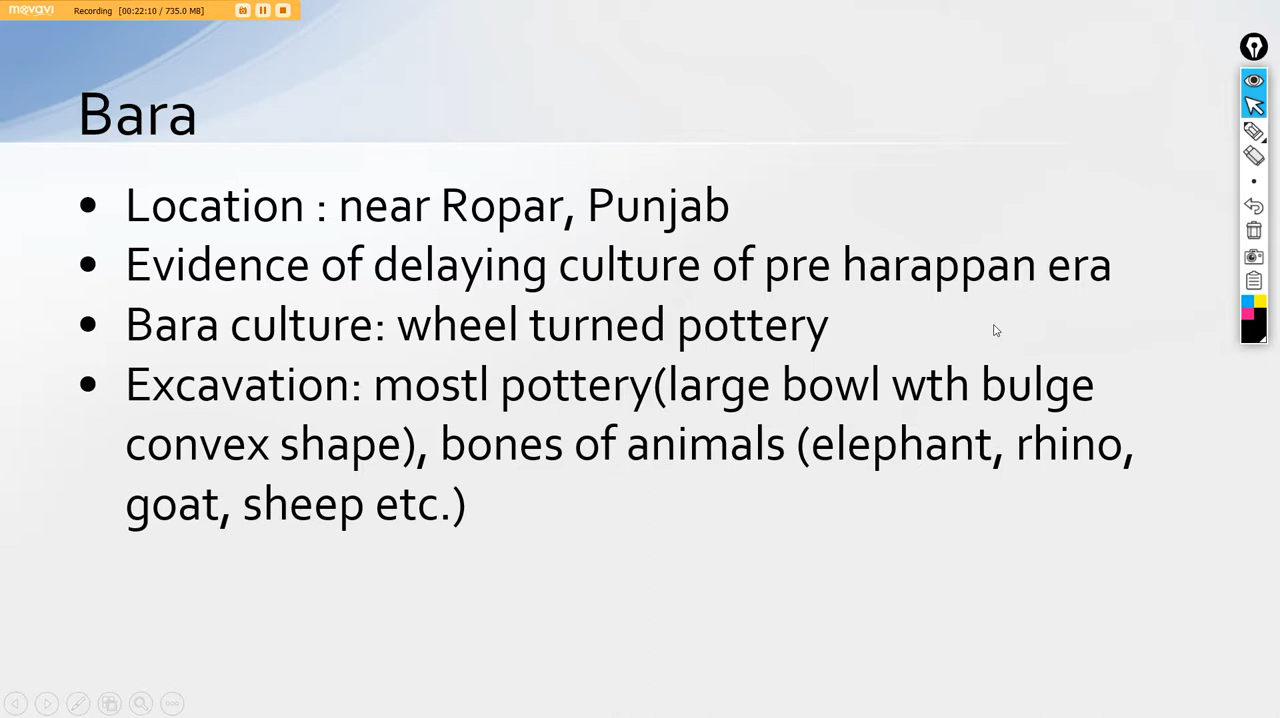 movavi Recording [00:22:10 / 735.0 MB]
Bara
• Location : near Ropar, Punjab
• Evidence of delaying culture of pre harappan era
• Bara culture: wheel turned pottery
• Excavation: mostl pottery(large bowl wth bulge
convex shape), bones of animals (elephant, rhino,
goat, sheep etc.)